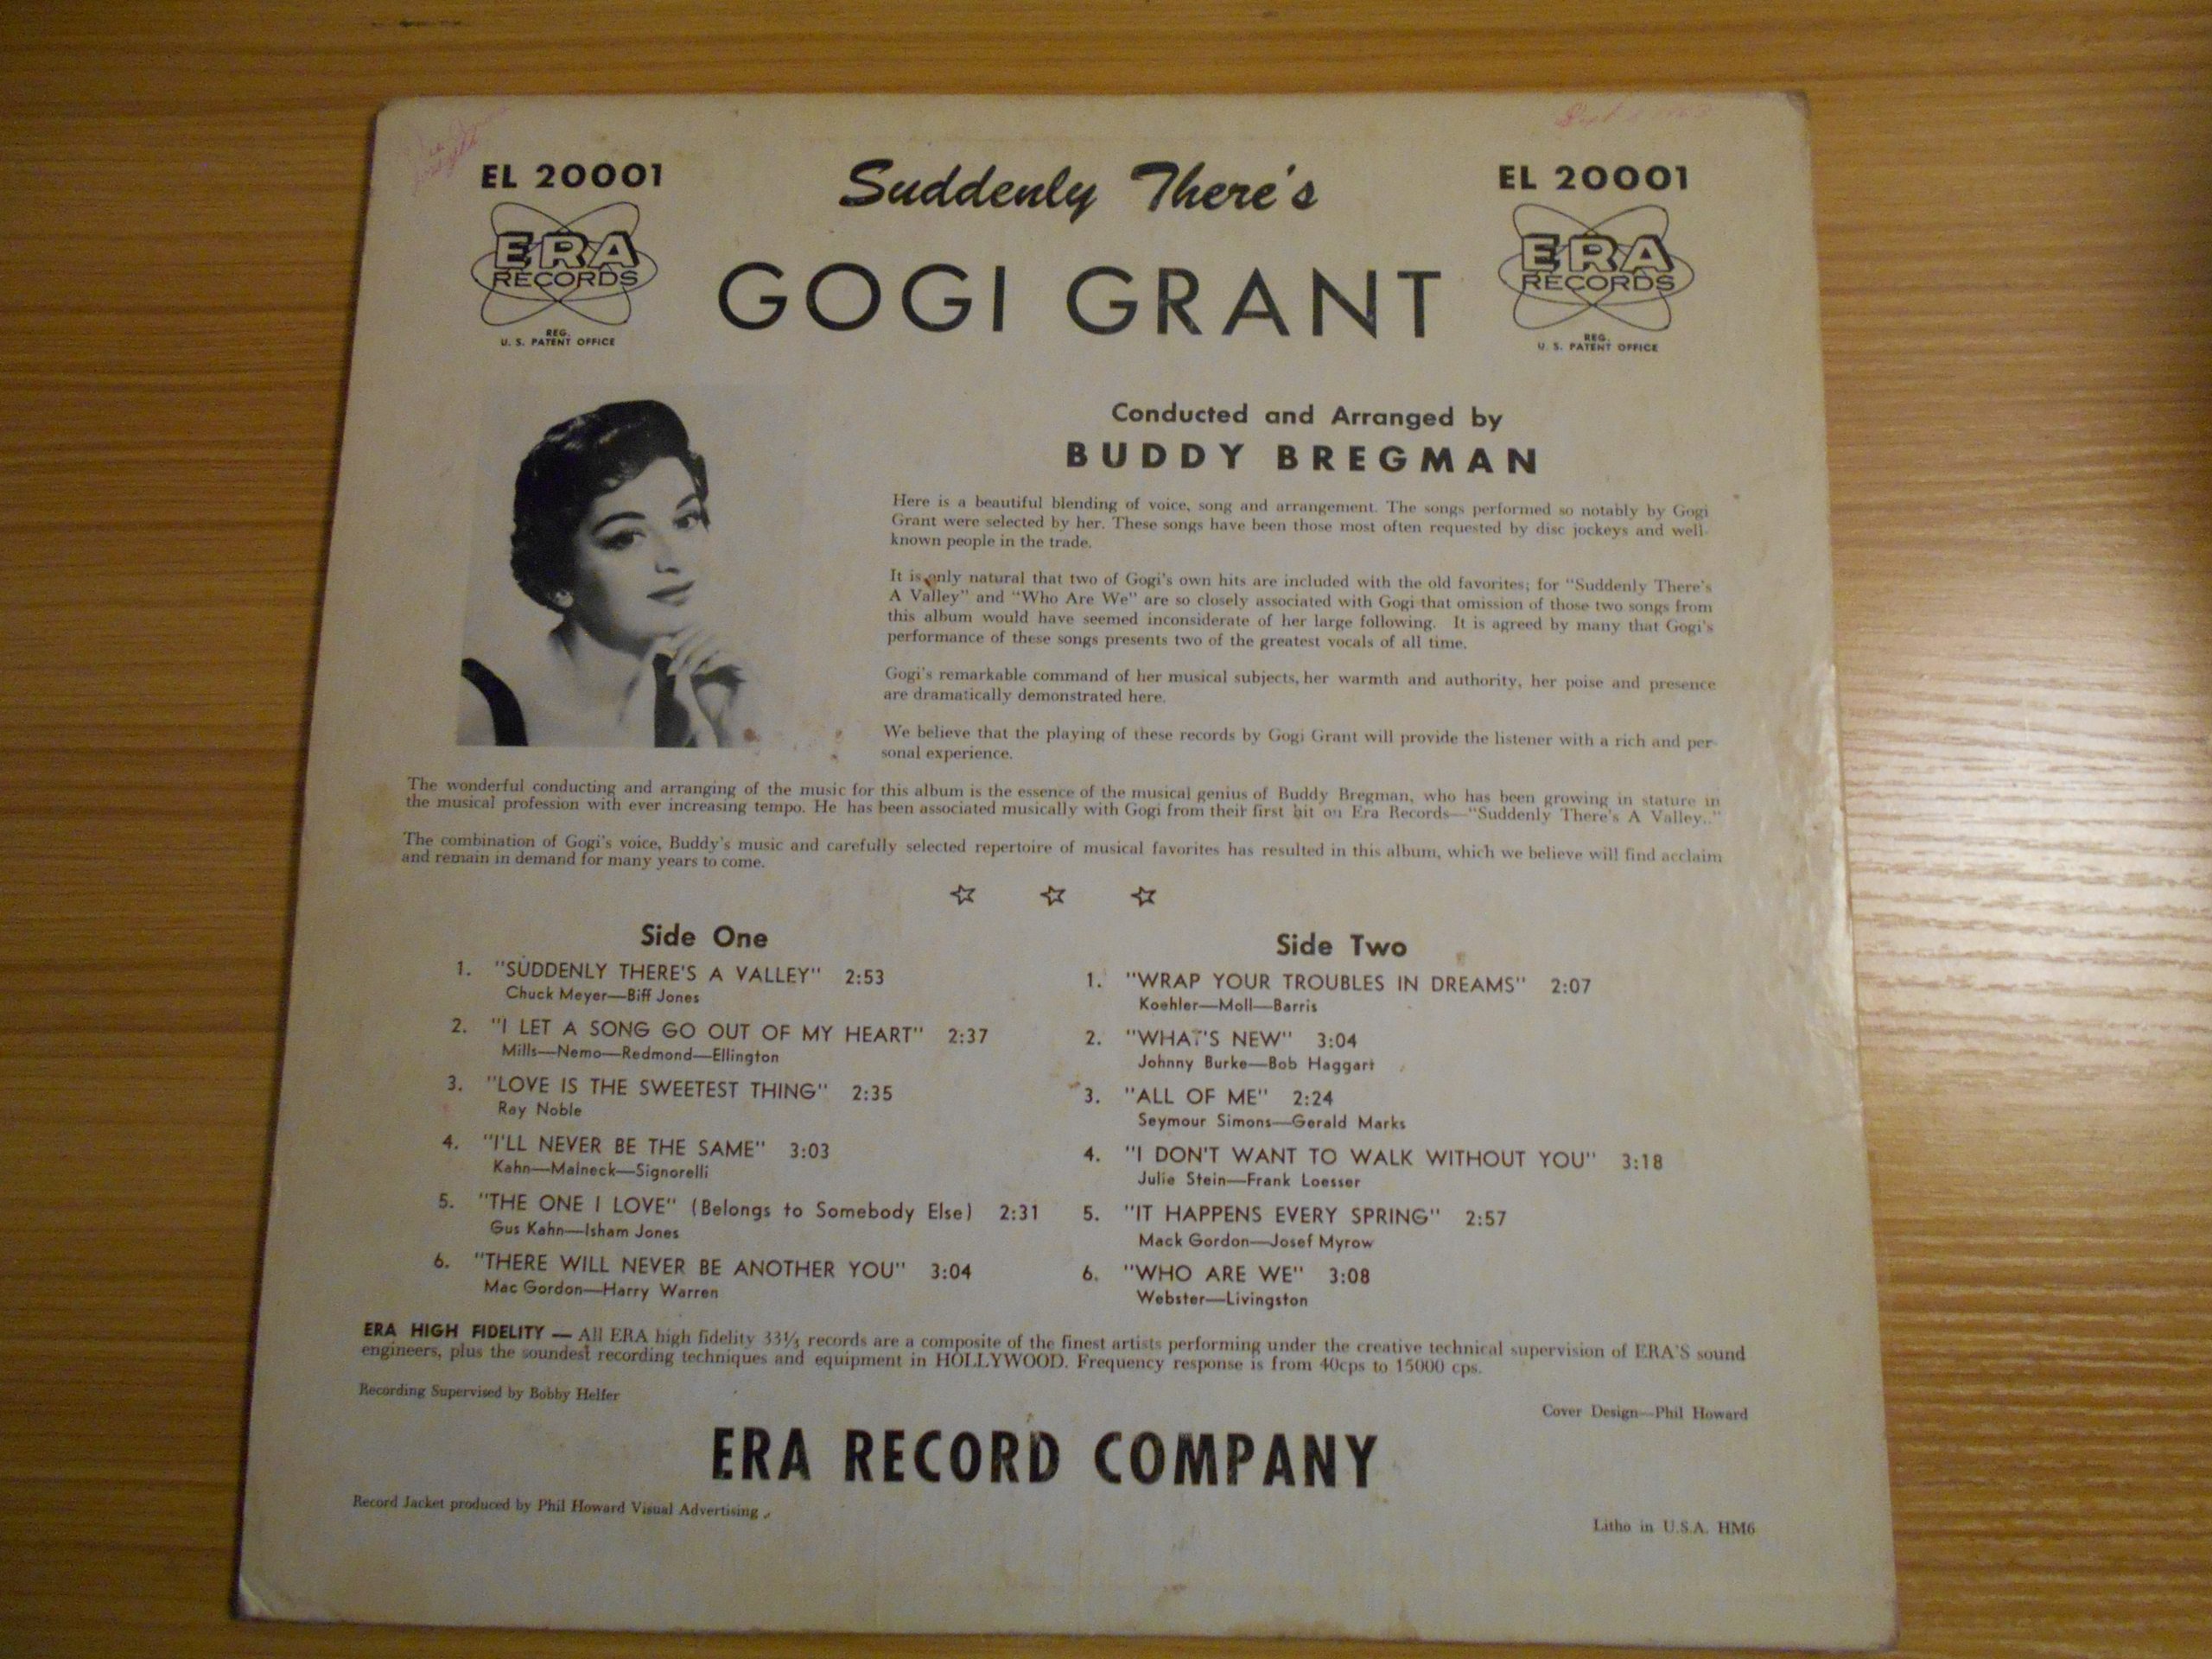 EL 20001
Suddenly There's
EL 20001
ERA
RECORDS
REG.
U. S. PATENT OFFICE
GOGI GRANT
ERA
RECORDS
REG.
U. S. PATENT OFFICE
Conducted and Arranged by
BUDDY BREGMAN
Here is a beautiful blending of voice, song and arrangement. The songs performed so notably by Gogi
Grant were selected by her. These songs have been those most often requested by disc jockeys and well-
known people in the trade.
It is only natural that two of Gogi's own hits are included with the old favorites; for "Suddenly There's
A Valley" and "Who Are We" are so closely associated with Gogi that omission of those two songs from
this album would have seemed inconsiderate of her large following. It is agreed by many that Gogi's
performance of these songs presents two of the greatest vocals of all time.
Gogi's remarkable command of her musical subjects, her warmth and authority, her poise and presence
are dramatically demonstrated here.
We believe that the playing of these records by Gogi Grant will provide the listener with a rich and per-
sonal experience.
The wonderful conducting and arranging of the music for this album is the essence of the musical genius of Buddy Bregman, who has been growing in stature in
the musical profession with ever increasing tempo. He has been associated musically with Gogi from their first hit on Era Records—"Suddenly There's A Valley.."
The combination of Gogi's voice, Buddy's music and carefully selected repertoire of musical favorites has resulted in this album, which we believe will find acclaim
and remain in demand for many years to come.
Side One
1. "SUDDENLY THERE'S A VALLEY" 2:53
Chuck Meyer—Biff Jones
2. "I LET A SONG GO OUT OF MY HEART" 2:37
Mills—Nemo—Redmond—Ellington
3. "LOVE IS THE SWEETEST THING" 2:35
Ray Noble
4. "I'LL NEVER BE THE SAME" 3:03
Kahn—Malneck—Signorelli
5. "THE ONE I LOVE" (Belongs to Somebody Else) 2:31
Gus Kahn—Isham Jones
6. "THERE WILL NEVER BE ANOTHER YOU" 3:04
Mac Gordon—Harry Warren
Side Two
1. "WRAP YOUR TROUBLES IN DREAMS" 2:07
Koehler—Moll—Barris
2. "WHAT'S NEW" 3:04
Johnny Burke—Bob Haggart
3. "ALL OF ME" 2:24
Seymour Simons—Gerald Marks
4. "I DON'T WANT TO WALK WITHOUT YOU" 3:18
Julie Stein—Frank Loesser
5. "IT HAPPENS EVERY SPRING" 2:57
Mack Gordon—Josef Myrow
6. "WHO ARE WE" 3:08
Webster—Livingston
ERA HIGH FIDELITY — All ERA high fidelity 33⅓ records are a composite of the finest artists performing under the creative technical supervision of ERA'S sound
engineers, plus the soundest recording techniques and equipment in HOLLYWOOD. Frequency response is from 40cps to 15000 cps.
Recording Supervised by Bobby Helfer
Cover Design—Phil Howard
ERA RECORD COMPANY
Record Jacket produced by Phil Howard Visual Advertising
Litho in U.S.A. HM6